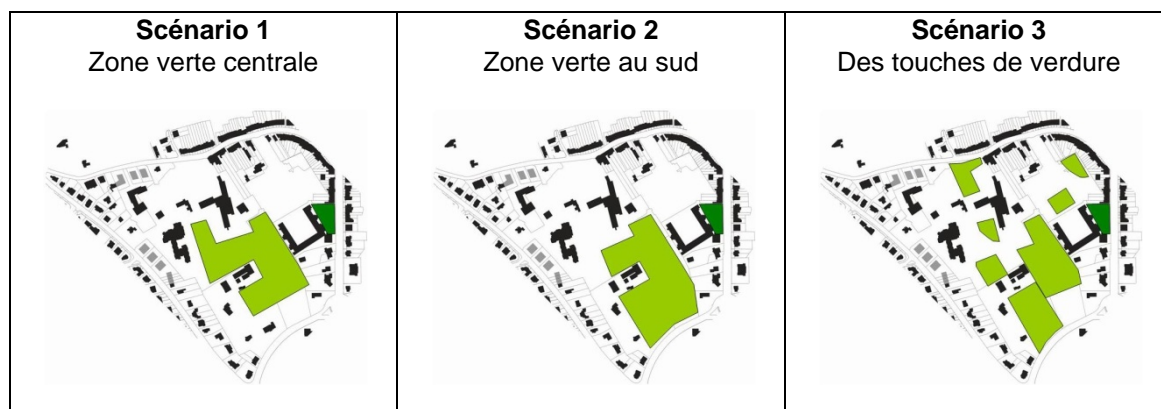 Scénario 1
Zone verte centrale
Scénario 2
Zone verte au sud
Scénario 3
Des touches de verdure